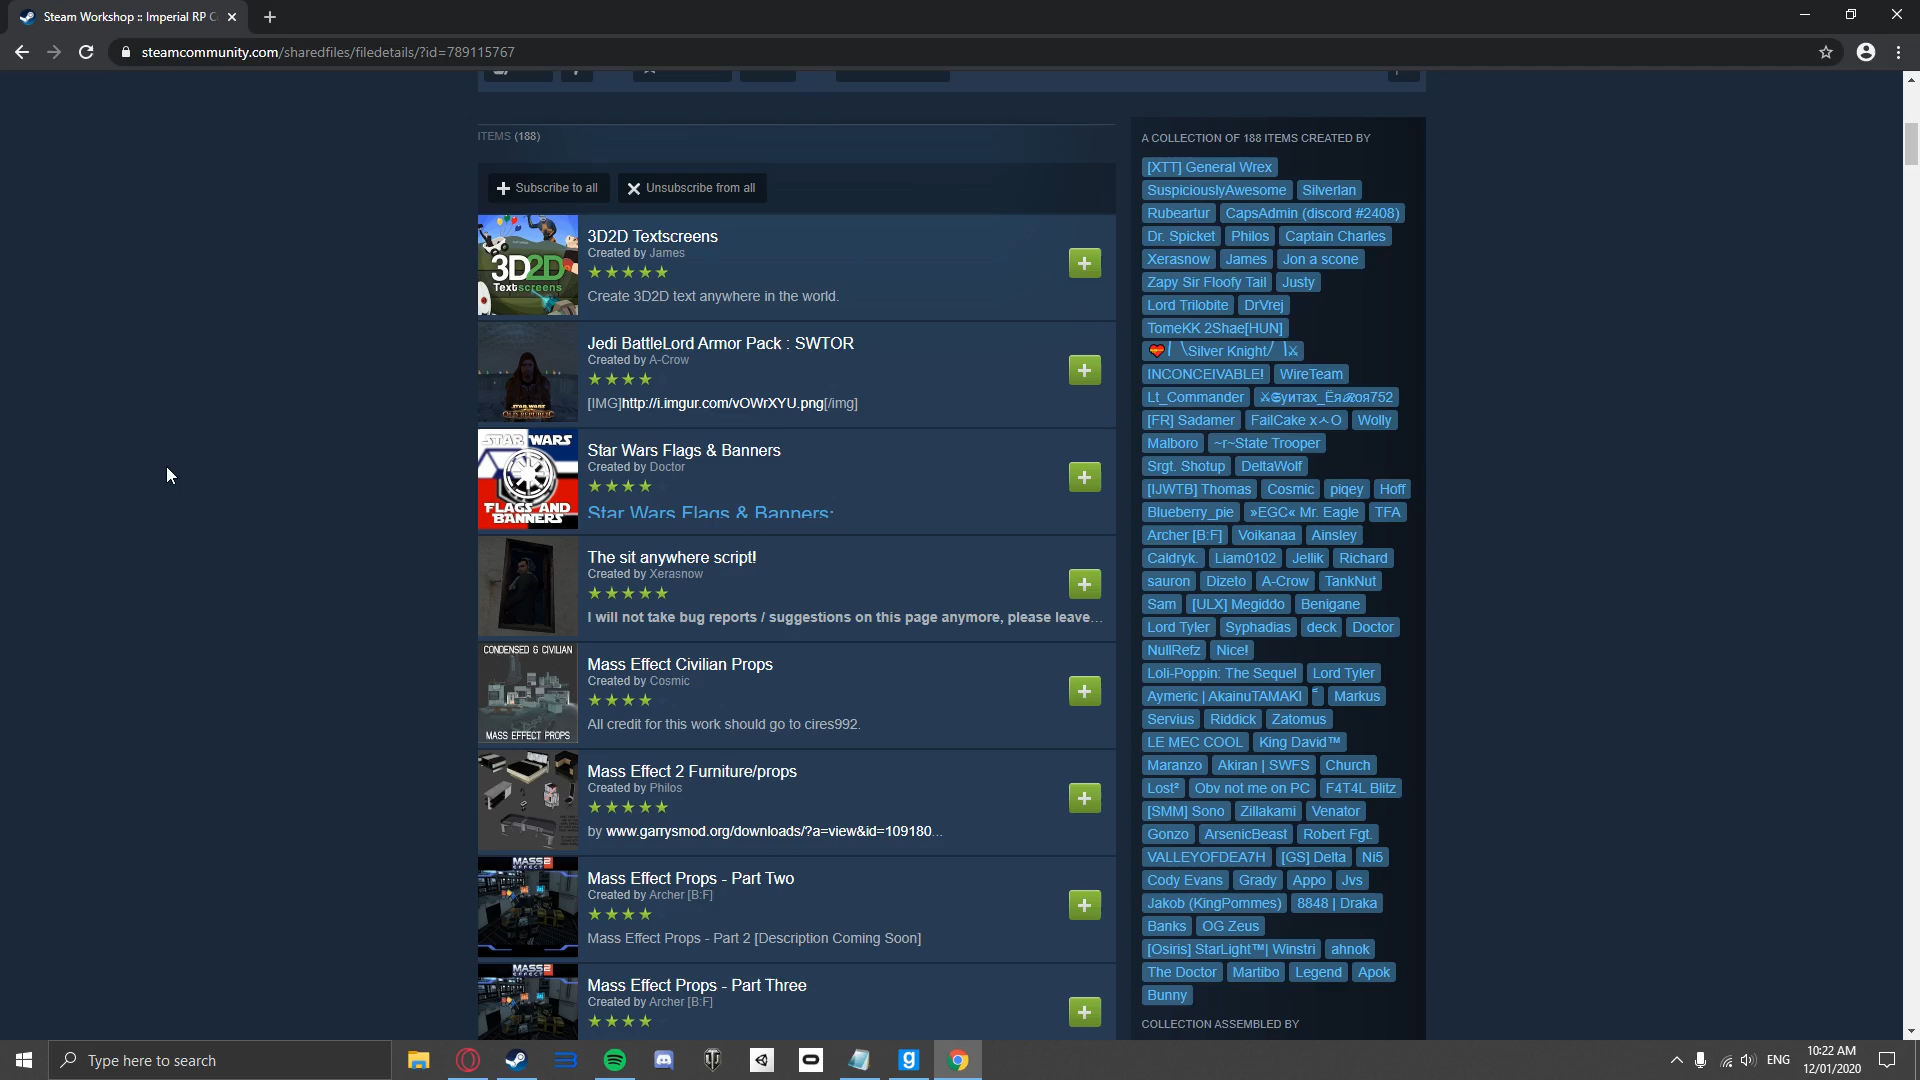 Steam Workshop :: Imperial RP C
steamcommunity.com/sharedfiles/filedetails/?id=789115767
ITEMS (188)
Subscribe to all
Unsubscribe from all
3D2D
Textscreens
3D2D Textscreens
Created by James
Create 3D2D text anywhere in the world.
Jedi BattleLord Armor Pack : SWTOR
Created by A-Crow
[IMG]http://i.imgur.com/vOWrXYU.png[/img]
STAR WARS
FLAGS AND
BANNERS
Star Wars Flags & Banners
Created by Doctor
Star Wars Flags & Banners:
The sit anywhere script!
Created by Xerasnow
I will not take bug reports / suggestions on this page anymore, please leave...
CONDENSED & CIVILIAN
MASS EFFECT PROPS
Mass Effect Civilian Props
Created by Cosmic
All credit for this work should go to cires992.
Mass Effect 2 Furniture/props
Created by Philos
by www.garrysmod.org/downloads/?a=view&id=109180...
Mass Effect Props - Part Two
Created by Archer [B:F]
Mass Effect Props - Part 2 [Description Coming Soon]
Mass Effect Props - Part Three
Created by Archer [B:F]
A COLLECTION OF 188 ITEMS CREATED BY
[XTT] General Wrex
SuspiciouslyAwesome Silverlan
Rubeartur CapsAdmin (discord #2408)
Dr. Spicket Philos Captain Charles
Xerasnow James Jon a scone
Zapy Sir Floofy Tail Justy
Lord Trilobite DrVrej
TomeKK 2Shae[HUN]
Silver Knight
INCONCEIVABLE! WireTeam
Lt_Commander
[FR] Sadamer FailCake Wolly
Malboro ~r~State Trooper
Srgt. Shotup DeltaWolf
[IJWTB] Thomas Cosmic piqey Hoff
Blueberry_pie »EGC« Mr. Eagle TFA
Archer [B:F] Voikanaa Ainsley
Caldryk. Liam0102 Jellik Richard
sauron Dizeto A-Crow TankNut
Sam [ULX] Megiddo Benigane
Lord Tyler Syphadias deck Doctor
NullRefz Nice!
Loli-Poppin: The Sequel Lord Tyler
Aymeric | AkainuTAMAKI Markus
Servius Riddick Zatomus
LE MEC COOL King David™
Maranzo Akiran | SWFS Church
Lost² Obv not me on PC F4T4L Blitz
[SMM] Sono Zillakami Venator
Gonzo ArsenicBeast Robert Fgt.
VALLEYOFDEA7H [GS] Delta Ni5
Cody Evans Grady Appo Jvs
Jakob (KingPommes) 8848 | Draka
Banks OG Zeus
[Osiris] StarLight™| Winstri ahnok
The Doctor Martibo Legend Apok
Bunny
COLLECTION ASSEMBLED BY
Type here to search
ENG
10:22 AM
12/01/2020